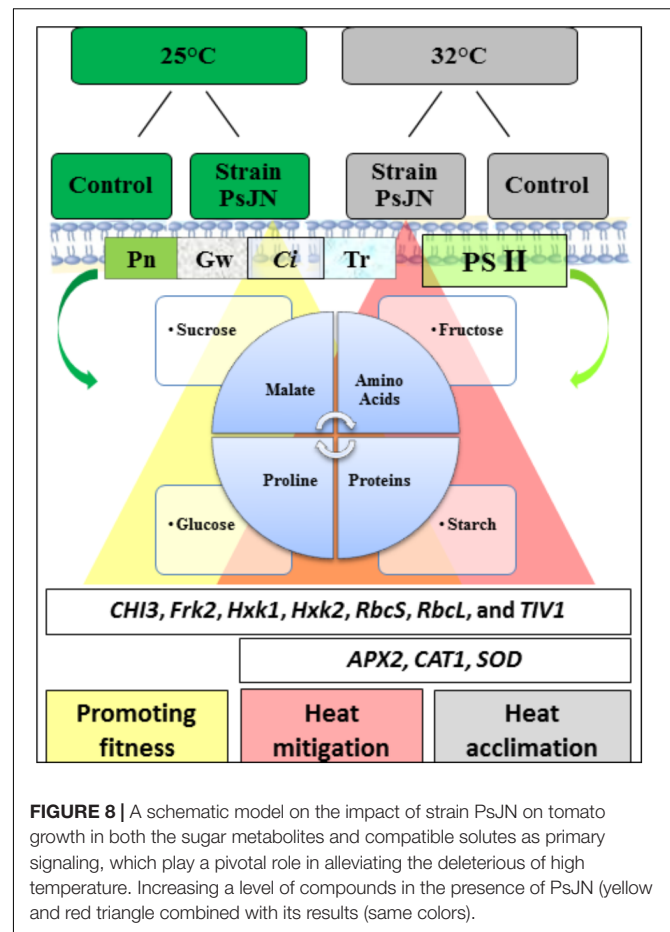 25°C
32°C
Control
Strain
PsJN
Strain
PsJN
Control
Pn
Gw
Ci
Tr
PS II
• Sucrose
• Fructose
Malate
Amino
Acids
Proline
Proteins
• Glucose
• Starch
CHI3, Frk2, Hxk1, Hxk2, RbcS, RbcL, and TIV1
APX2, CAT1, SOD
Promoting
fitness
Heat
mitigation
Heat
acclimation
FIGURE 8 | A schematic model on the impact of strain PsJN on tomato
growth in both the sugar metabolites and compatible solutes as primary
signaling, which play a pivotal role in alleviating the deleterious of high
temperature. Increasing a level of compounds in the presence of PsJN (yellow
and red triangle combined with its results (same colors).